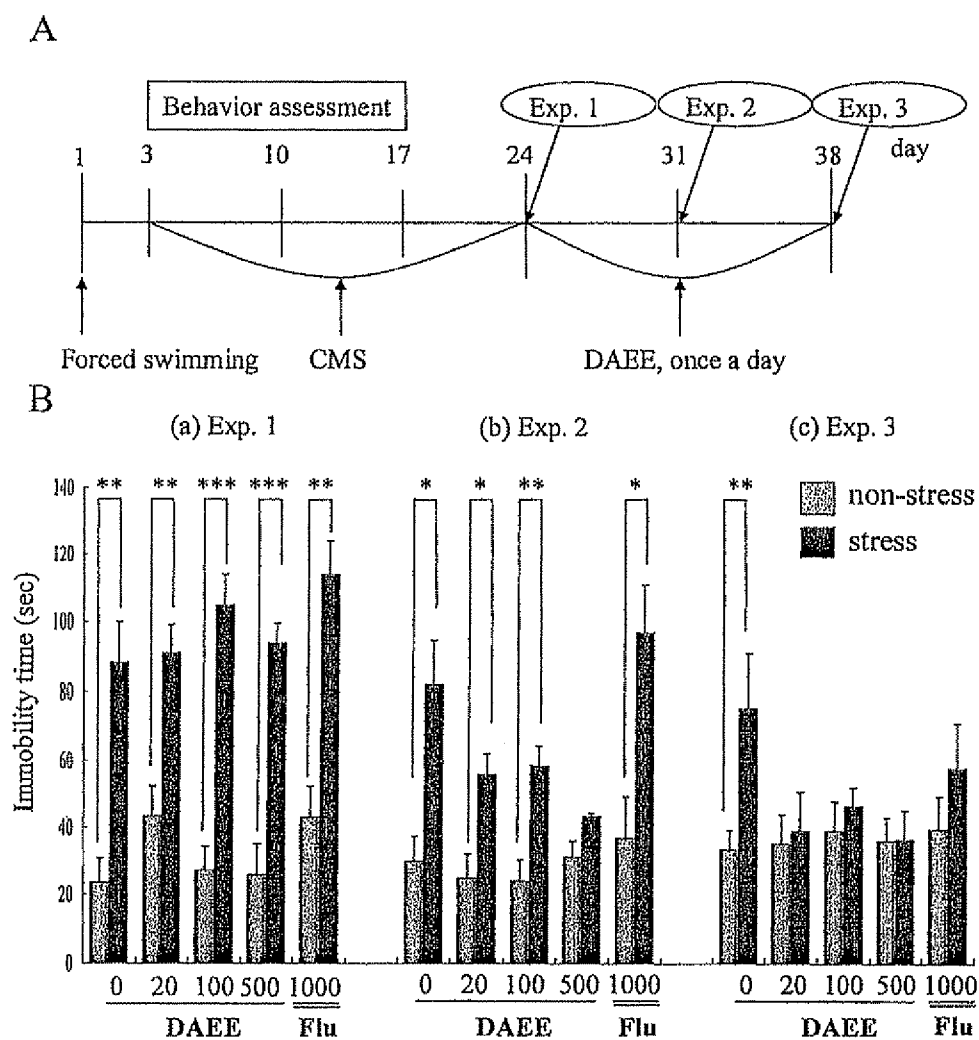 A
Behavior assessment
Exp. 1 Exp. 2 Exp. 3
1 3 10 17 24 31 38 day
Forced swimming CMS DAEE, once a day
B
(a) Exp. 1 (b) Exp. 2 (c) Exp. 3
** ** *** *** ** * * ** * **
non-stress
stress
Immobility time (sec)
140
120
100
80
60
40
20
0
0 20 100 500 1000 0 20 100 500 1000 0 20 100 500 1000
DAEE Flu DAEE Flu DAEE Flu